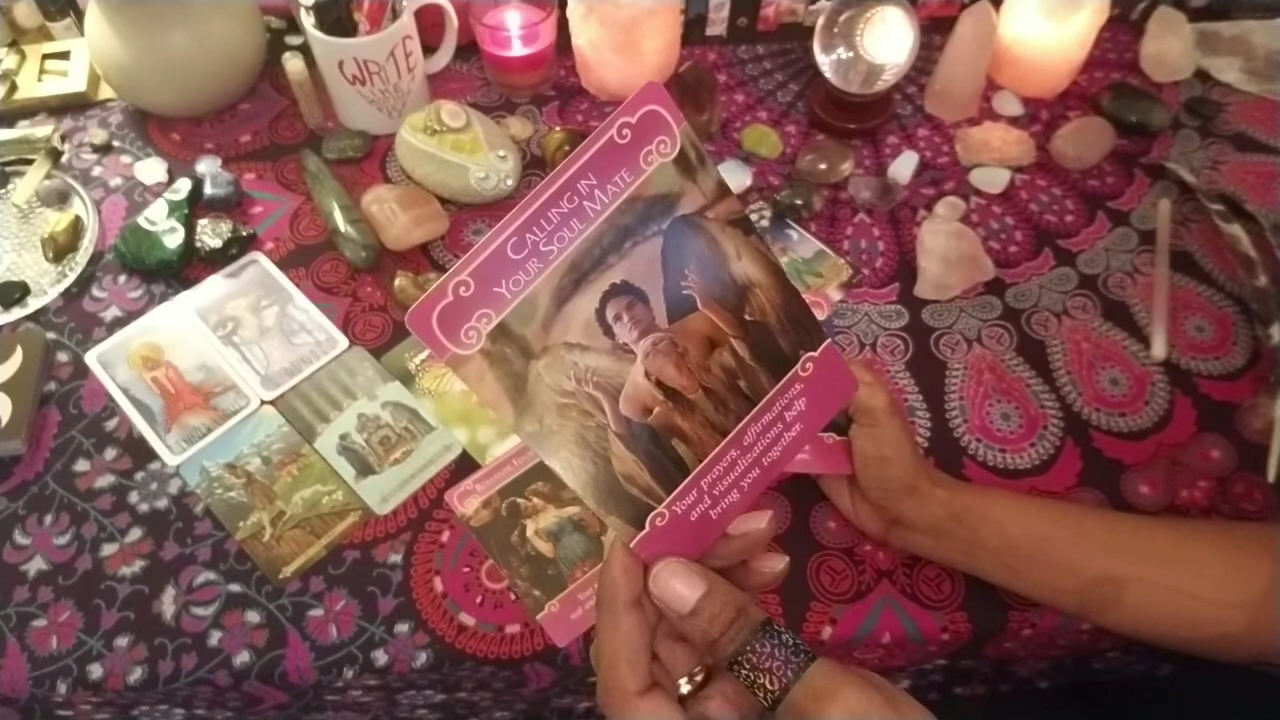 WRITE
CALLING IN
YOUR SOUL MATE
Your prayers, affirmations,
and visualizations help
bring you together.